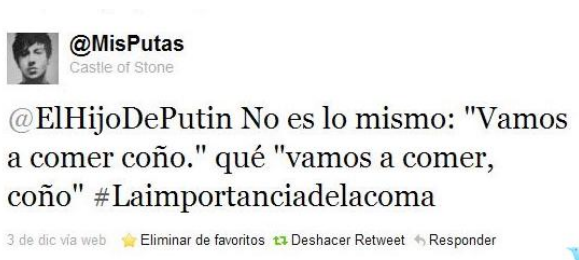 @MisPutas
Castle of Stone
@ElHijoDePutin No es lo mismo: "Vamos
a comer coño." qué "vamos a comer,
coño" #Laimportanciadelacoma
3 de dic vía web Eliminar de favoritos Deshacer Retweet Responder